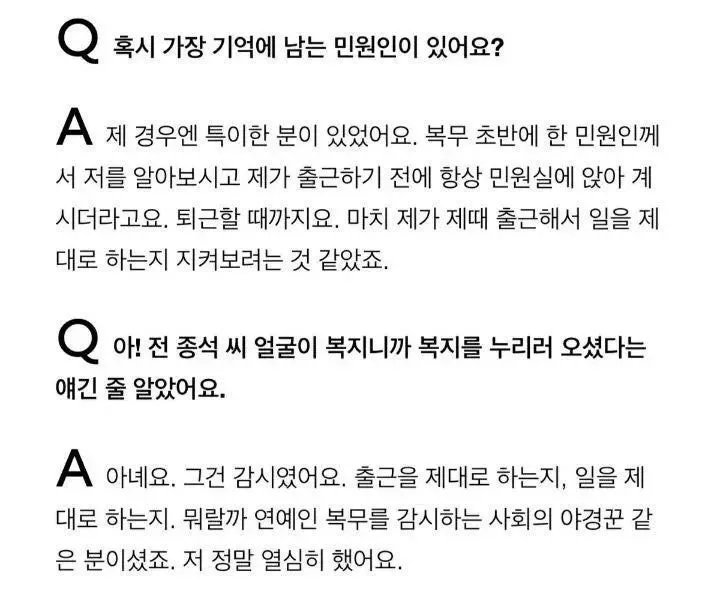 Q 혹시 가장 기억에 남는 민원인이 있어요?
A 제 경우엔 특이한 분이 있었어요. 복무 초반에 한 민원인께
서 저를 알아보시고 제가 출근하기 전에 항상 민원실에 앉아 계
시더라고요. 퇴근할 때까지요. 마치 제가 제때 출근해서 일을 제
대로 하는지 지켜보려는 것 같았죠.
Q 아! 전 종석 씨 얼굴이 복지니까 복지를 누리러 오셨다는
얘긴 줄 알았어요.
A 아녜요. 그건 감시였어요. 출근을 제대로 하는지, 일을 제
대로 하는지. 뭐랄까 연예인 복무를 감시하는 사회의 야경꾼 같
은 분이셨죠. 저 정말 열심히 했어요.